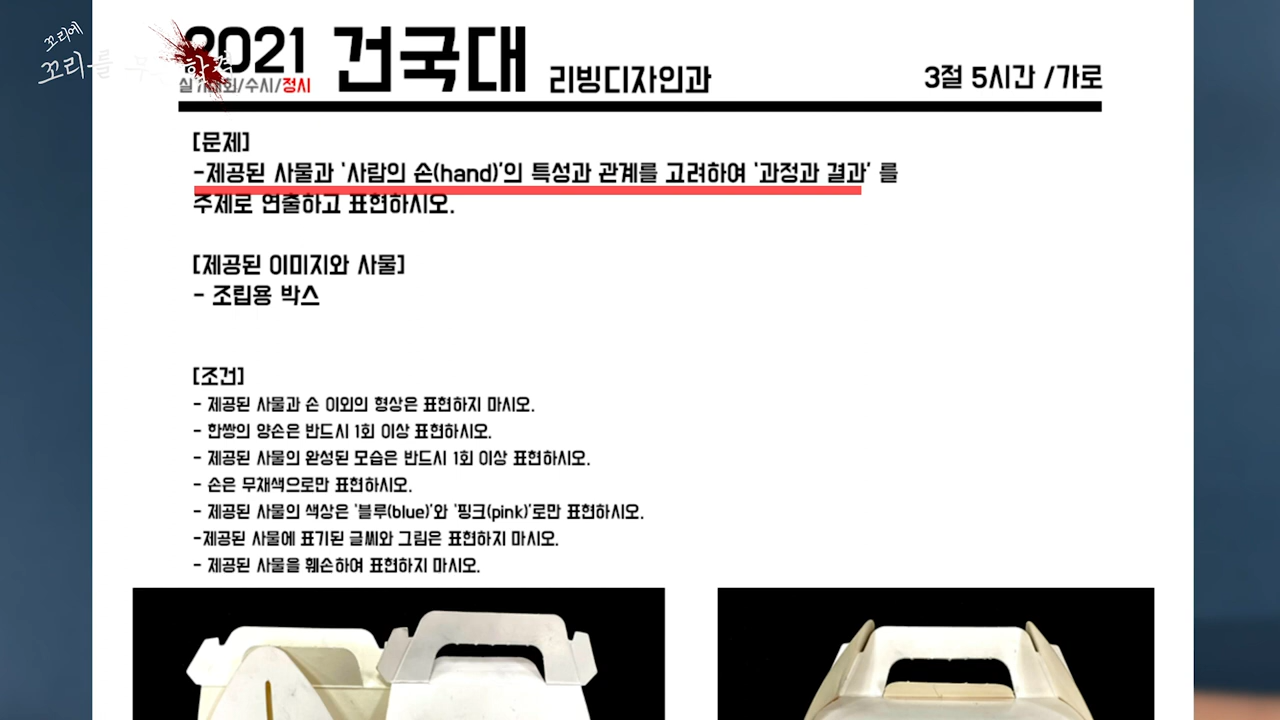 꼬리에
꼬리를
2021 건국대 리빙디자인과 3절 5시간 /가로
/수시/정시
[문제]
-제공된 사물과 '사람의 손(hand)'의 특성과 관계를 고려하여 '과정과 결과' 를
주제로 연출하고 표현하시오.
[제공된 이미지와 사물]
- 조립용 박스
[조건]
- 제공된 사물과 손 이외의 형상은 표현하지 마시오.
- 한쌍의 양손은 반드시 1회 이상 표현하시오.
- 제공된 사물의 완성된 모습은 반드시 1회 이상 표현하시오.
- 손은 무채색으로만 표현하시오.
- 제공된 사물의 색상은 '블루(blue)'와 '핑크(pink)'로만 표현하시오.
-제공된 사물에 표기된 글씨와 그림은 표현하지 마시오.
- 제공된 사물을 훼손하여 표현하지 마시오.